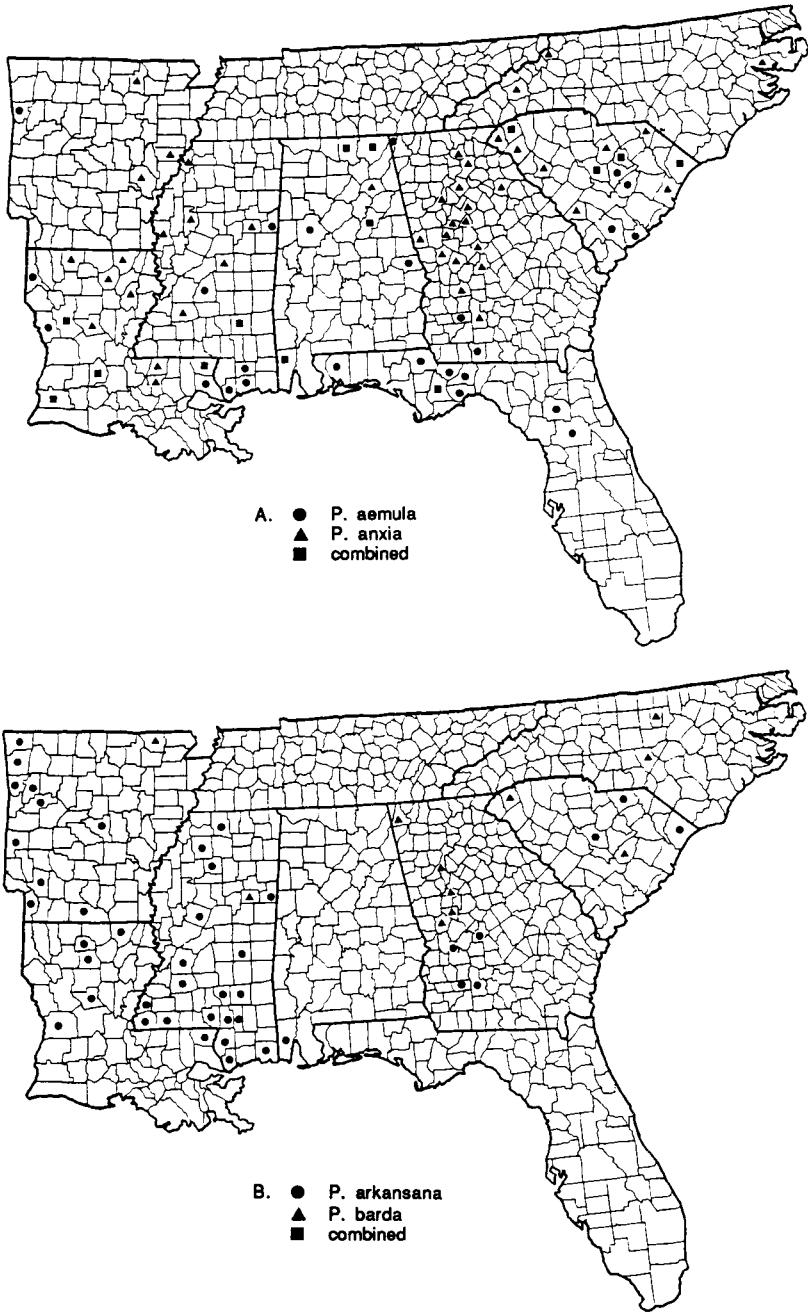 A. ● P. aemula
▲ P. anxia
■ combined
B. ● P. arkansana
▲ P. barda
■ combined